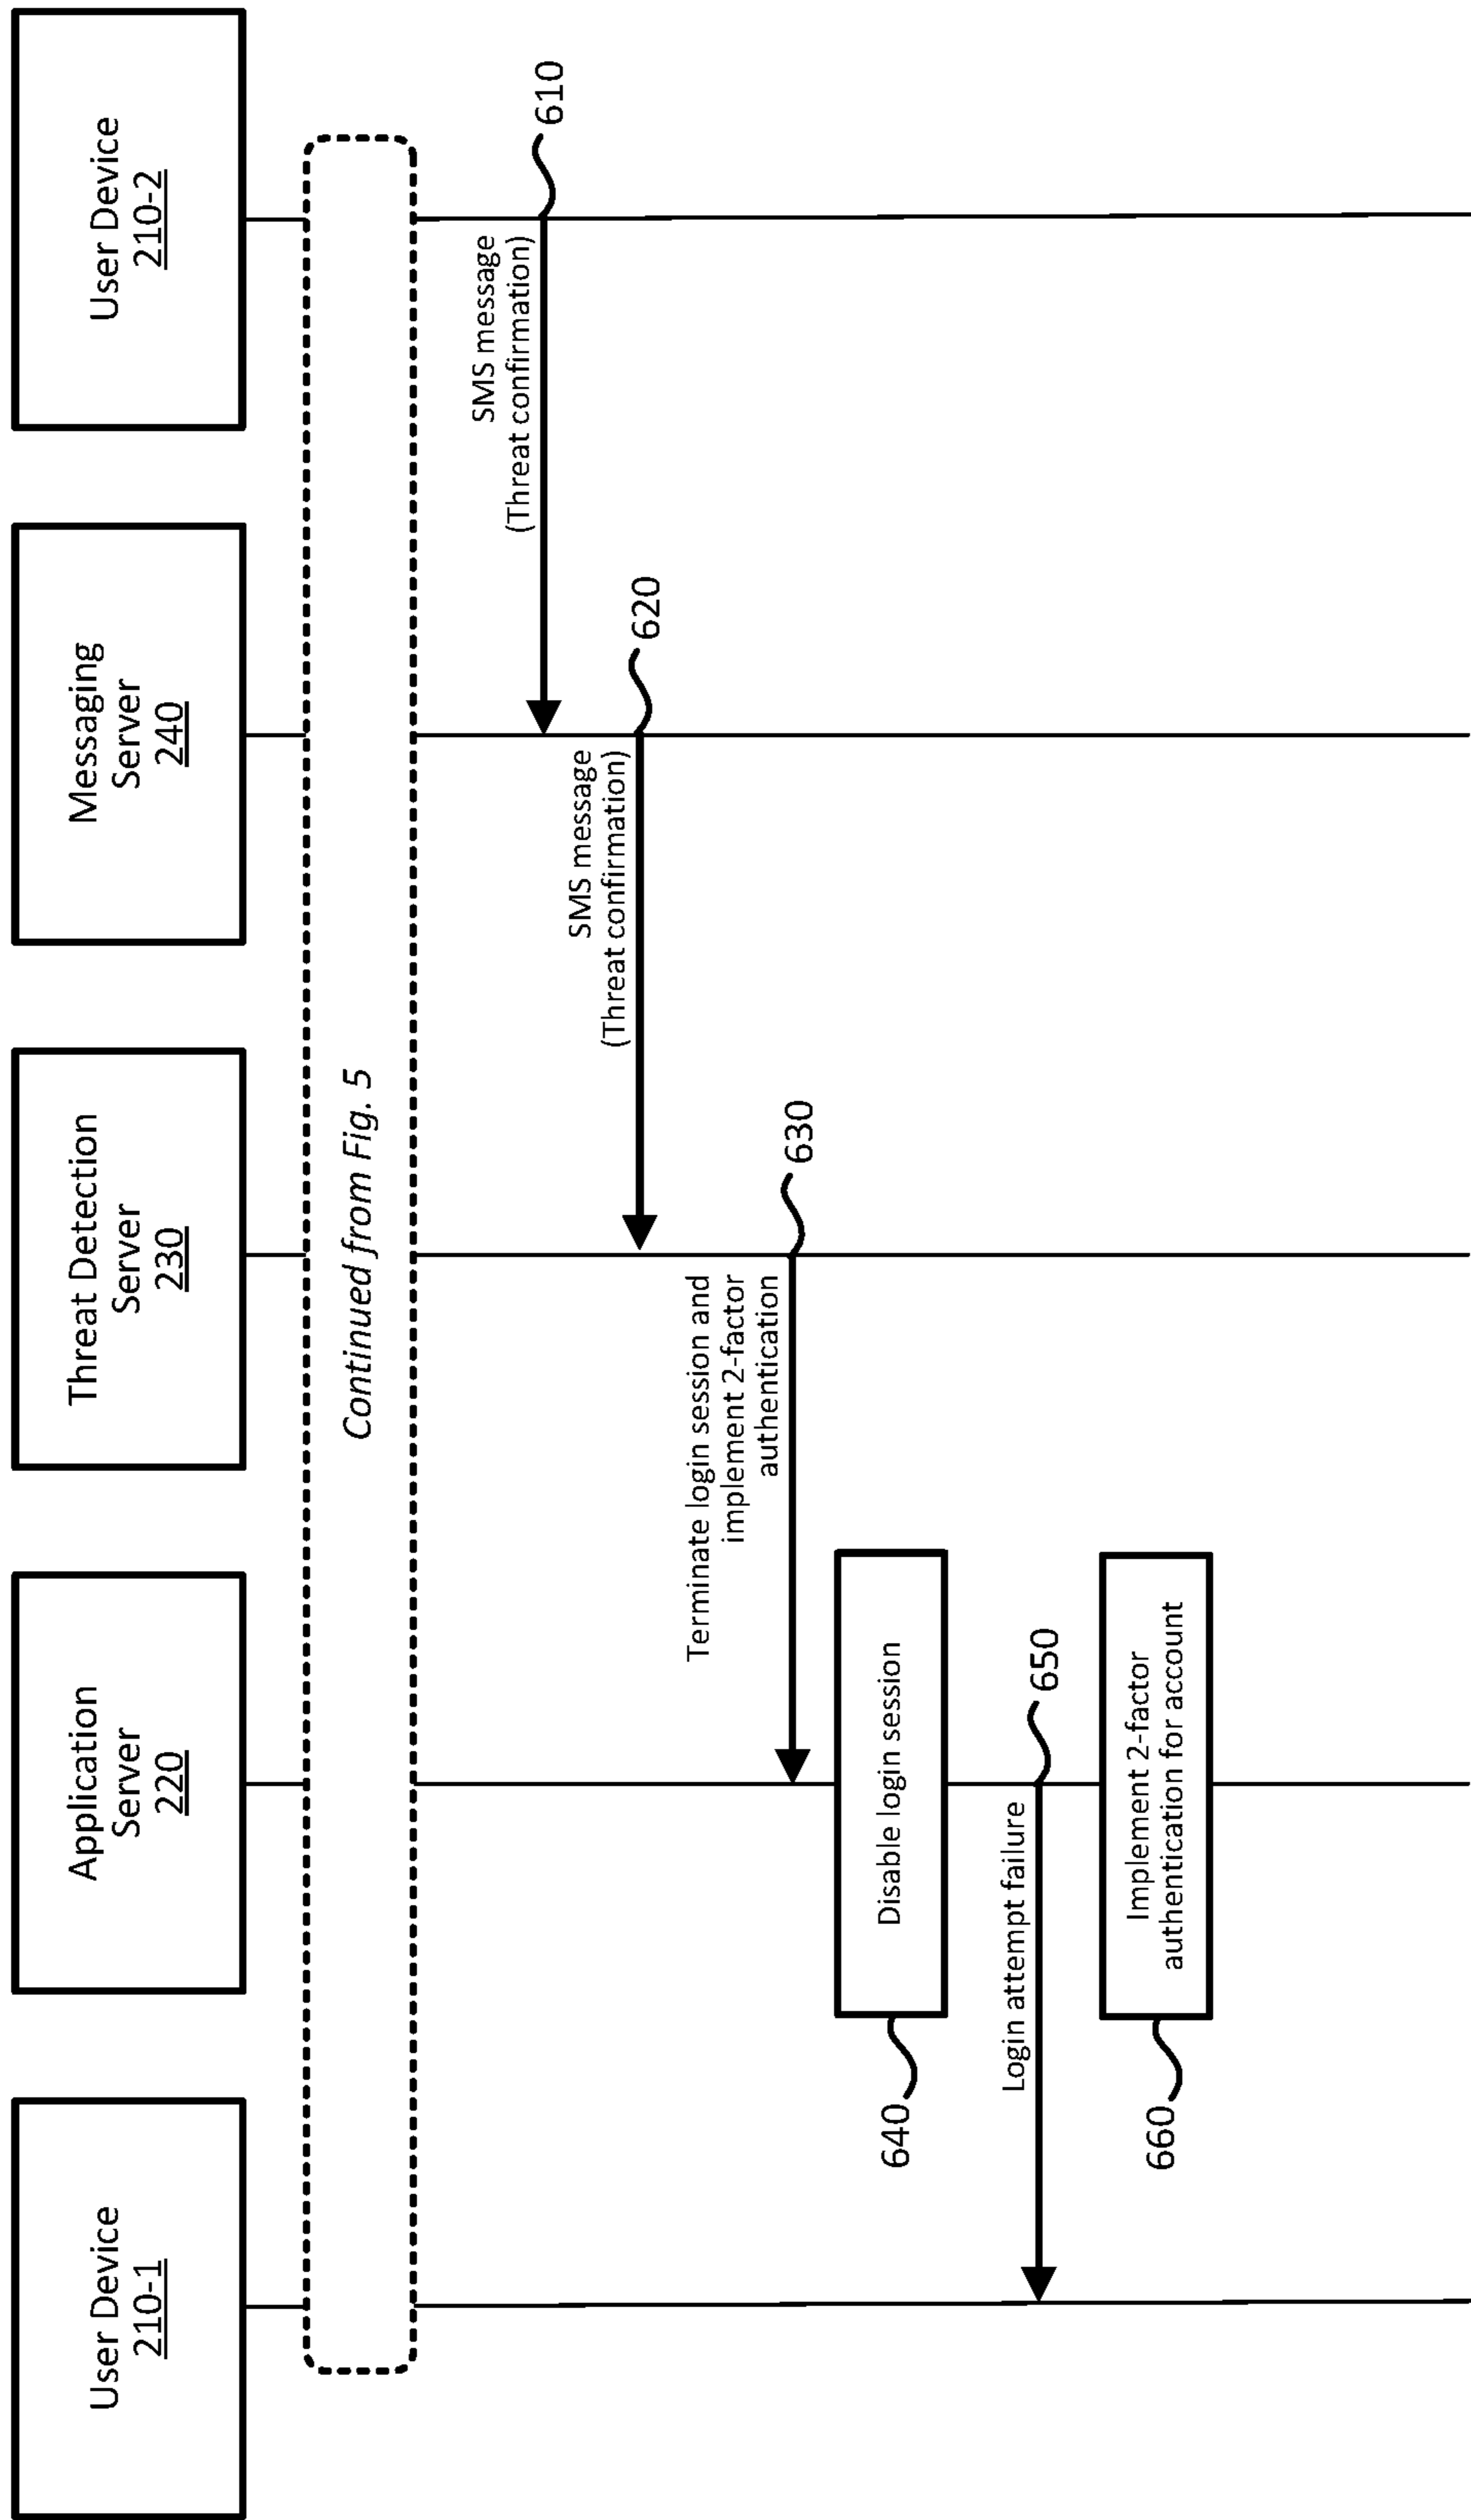 User Device
210-1
Application
Server
220
Threat Detection
Server
230
Messaging
Server
240
User Device
210-2
Continued from Fig. 5
SMS message
(Threat confirmation)
610
SMS message
(Threat confirmation)
620
Terminate login session and
implement 2-factor
authentication
630
640
Disable login session
Login attempt failure
650
660
Implement 2-factor
authentication for account